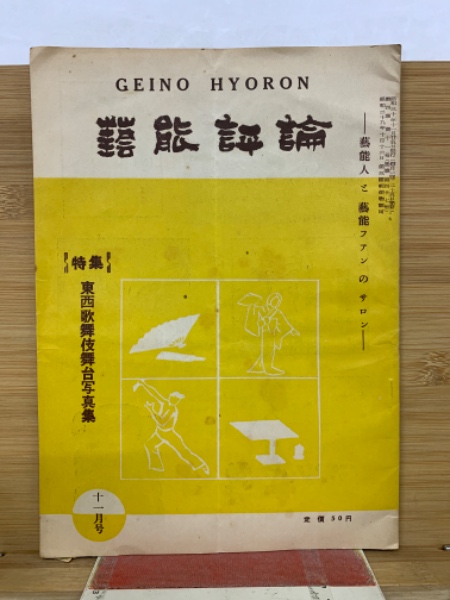 GEINO HYORON
藝能評論
―藝能人と藝能フアンのサロン―
特集
東西歌舞伎舞台写真集
十一月号
定価50円